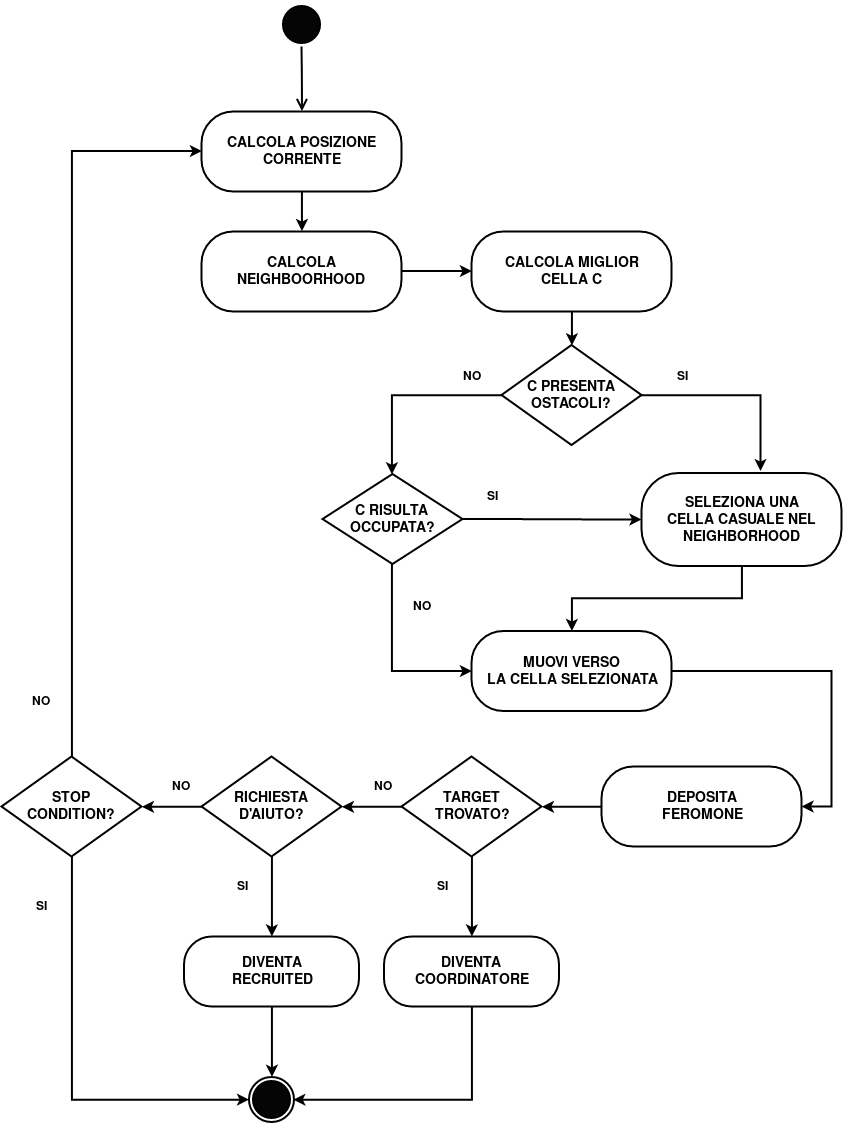 CALCOLA POSIZIONE
CORRENTE
CALCOLA
NEIGHBOORHOOD
CALCOLA MIGLIOR
CELLA C
C PRESENTA
OSTACOLI?
NO
SI
C RISULTA
OCCUPATA?
SI
NO
SELEZIONA UNA
CELLA CASUALE NEL
NEIGHBORHOOD
MUOVI VERSO
LA CELLA SELEZIONATA
DEPOSITA
FEROMONE
TARGET
TROVATO?
NO
SI
RICHIESTA
D'AIUTO?
NO
SI
STOP
CONDITION?
NO
SI
DIVENTA
RECRUITED
DIVENTA
COORDINATORE